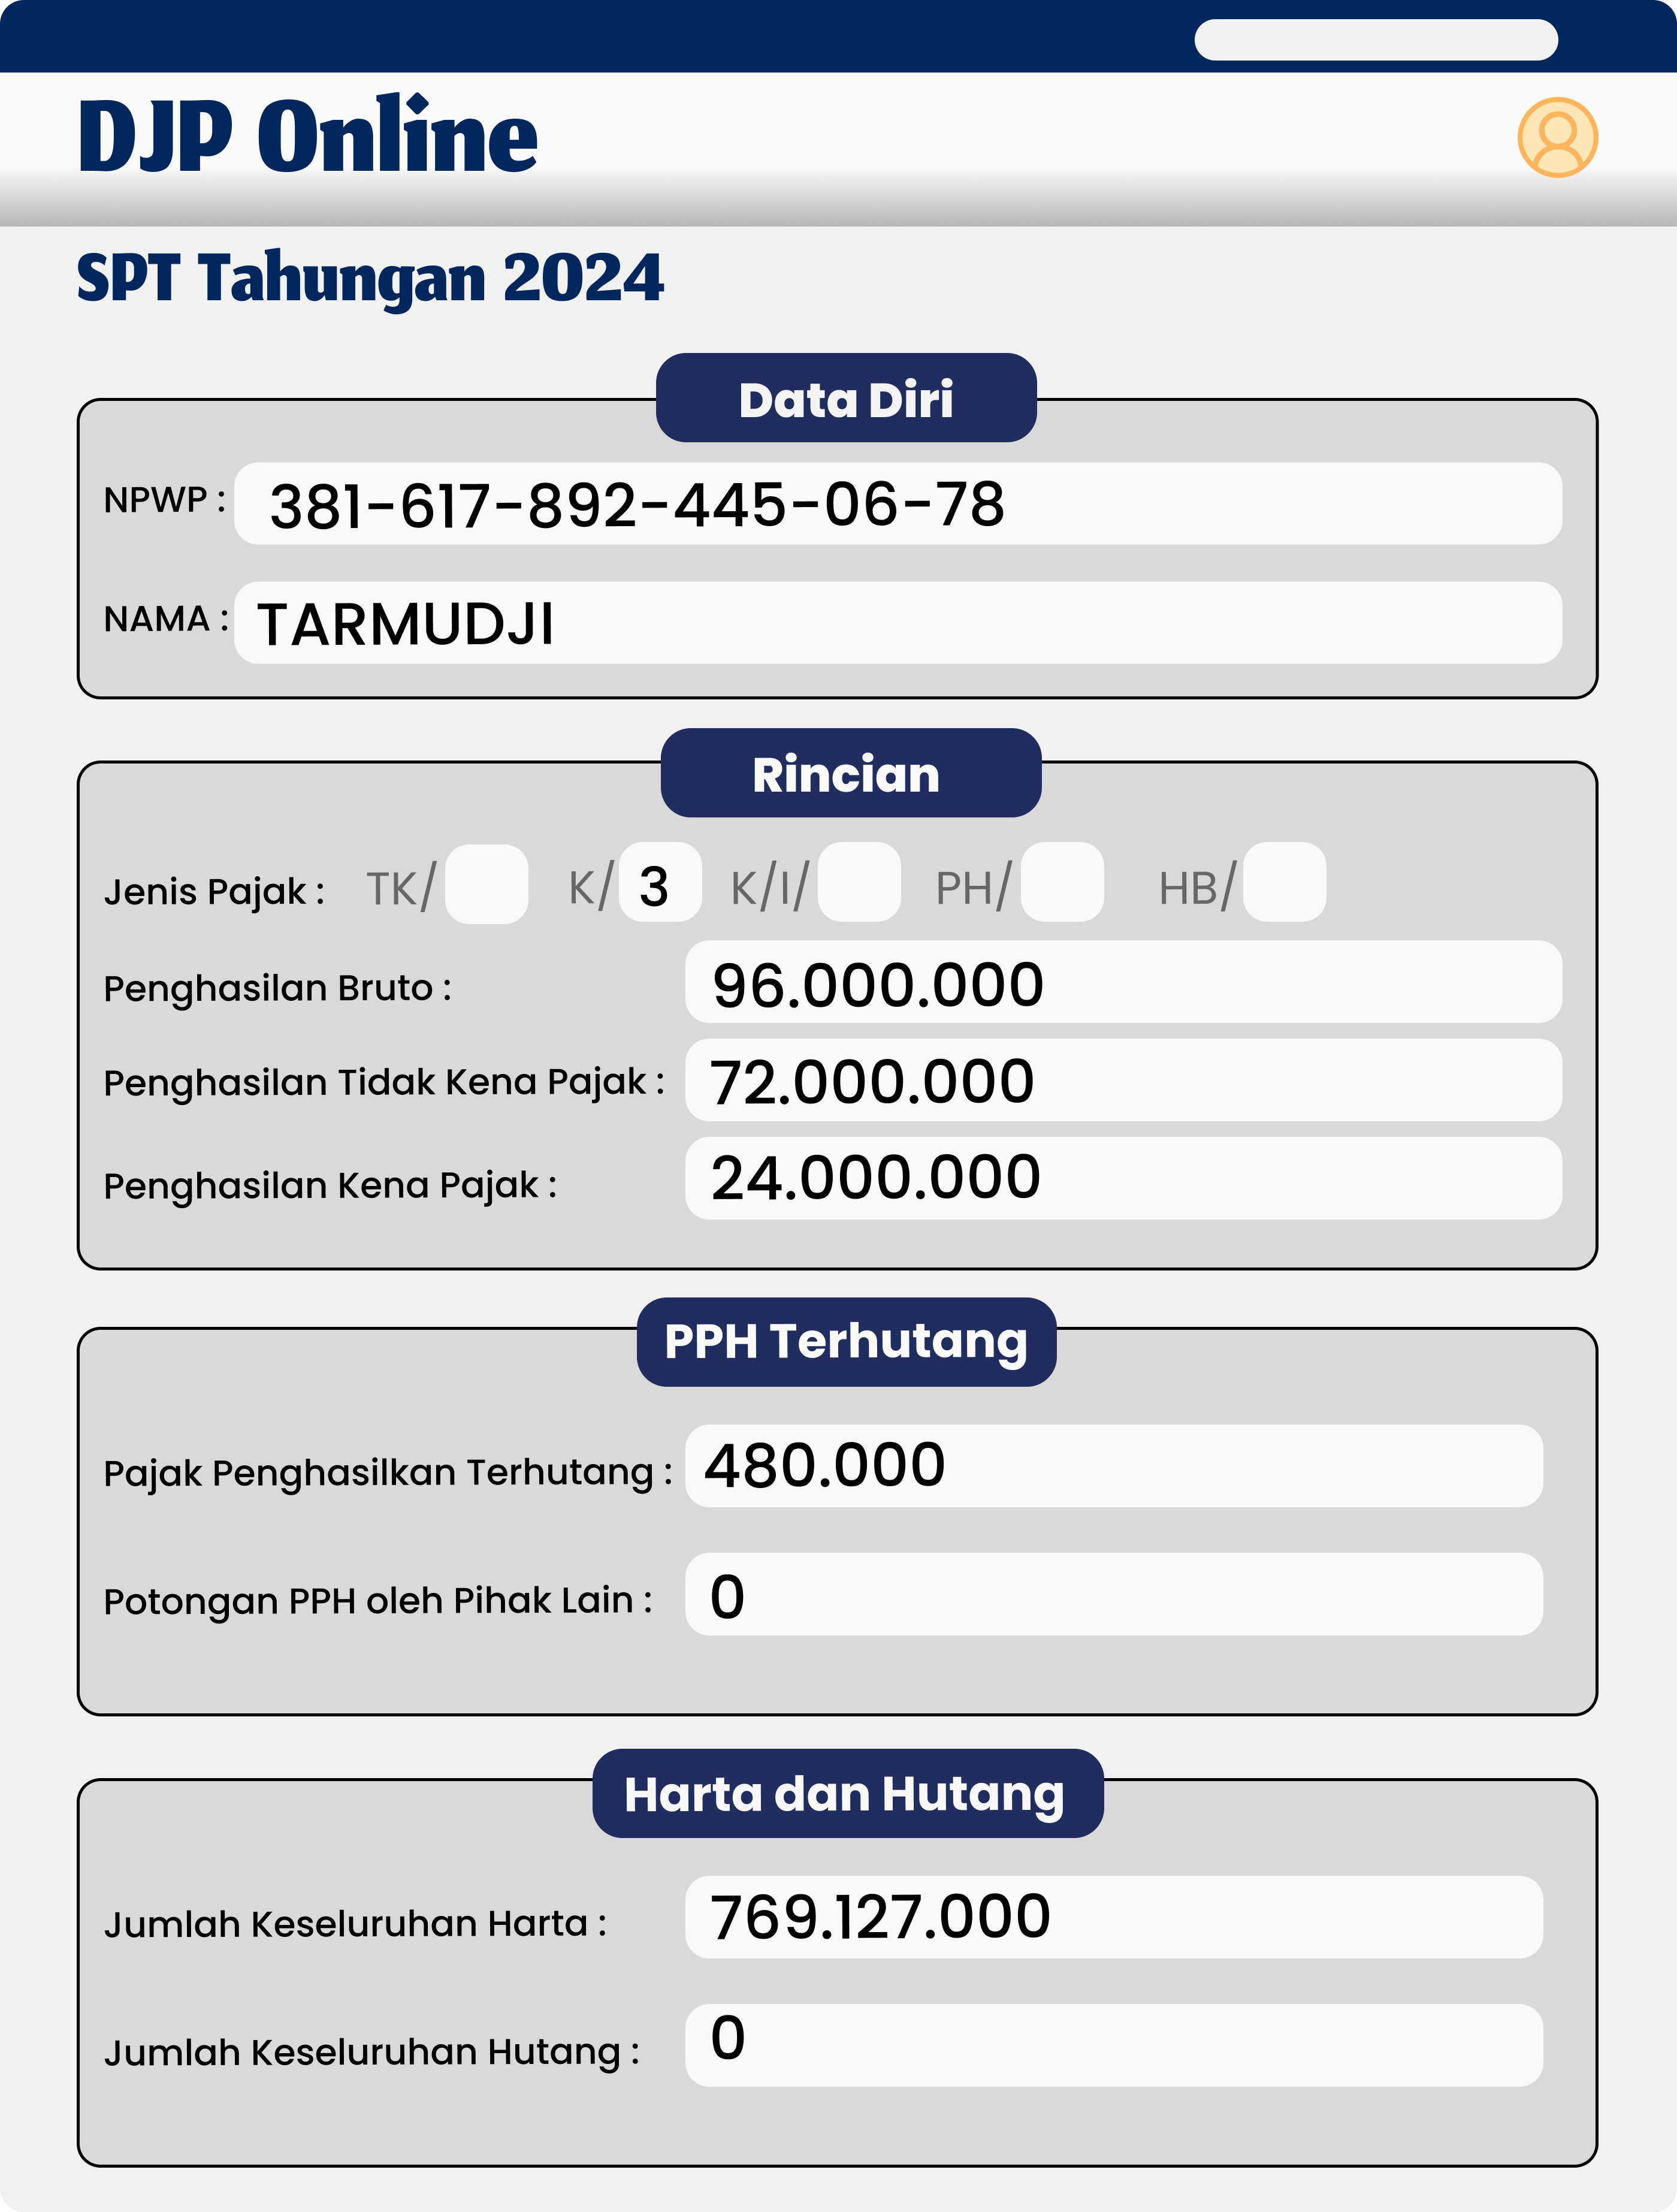 DJP Online
SPT Tahungan 2024
Data Diri
NPWP : 381-617-892-445-06-78
NAMA : TARMUDJI
Rincian
Jenis Pajak : TK/ K/ 3 K/I/ PH/ HB/
Penghasilan Bruto : 96.000.000
Penghasilan Tidak Kena Pajak : 72.000.000
Penghasilan Kena Pajak : 24.000.000
PPH Terhutang
Pajak Penghasilkan Terhutang : 480.000
Potongan PPH oleh Pihak Lain : 0
Harta dan Hutang
Jumlah Keseluruhan Harta : 769.127.000
Jumlah Keseluruhan Hutang : 0